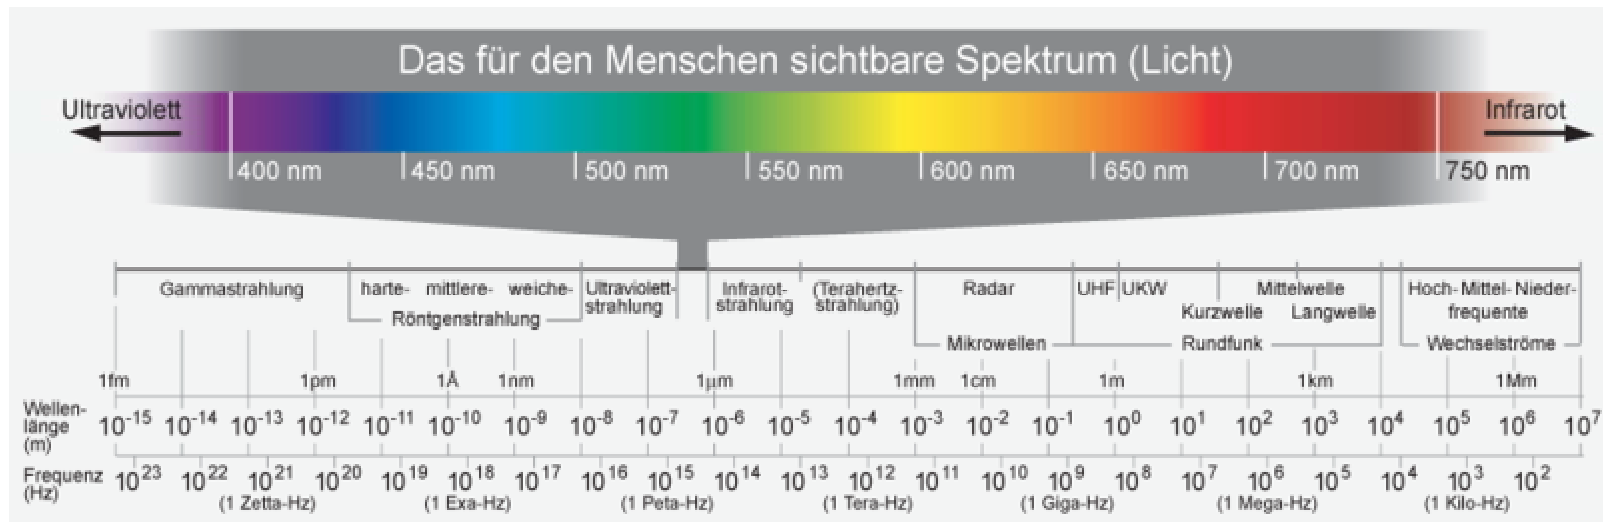 Das für den Menschen sichtbare Spektrum (Licht)
Ultraviolett
Infrarot
400 nm 450 nm 500 nm 550 nm 600 nm 650 nm 700 nm 750 nm
Gammastrahlung harte- mittlere- weiche- Ultraviolett- Infrarot- (Terahertz- Radar UHF UKW Mittelwelle Hoch- Mittel- Nieder-
strahlung strahlung strahlung) Kurzwelle Langwelle frequente
Röntgenstrahlung
Mikrowellen Rundfunk Wechselströme
1fm 1pm 1Å 1nm 1µm 1mm 1cm 1m 1km 1Mm
Wellen-
länge
(m)
10⁻¹⁵ 10⁻¹⁴ 10⁻¹³ 10⁻¹² 10⁻¹¹ 10⁻¹⁰ 10⁻⁹ 10⁻⁸ 10⁻⁷ 10⁻⁶ 10⁻⁵ 10⁻⁴ 10⁻³ 10⁻² 10⁻¹ 10⁰ 10¹ 10² 10³ 10⁴ 10⁵ 10⁶ 10⁷
Frequenz
(Hz)
10²³ 10²² 10²¹ 10²⁰ 10¹⁹ 10¹⁸ 10¹⁷ 10¹⁶ 10¹⁵ 10¹⁴ 10¹³ 10¹² 10¹¹ 10¹⁰ 10⁹ 10⁸ 10⁷ 10⁶ 10⁵ 10⁴ 10³ 10²
(1 Zetta-Hz) (1 Exa-Hz) (1 Peta-Hz) (1 Tera-Hz) (1 Giga-Hz) (1 Mega-Hz) (1 Kilo-Hz)